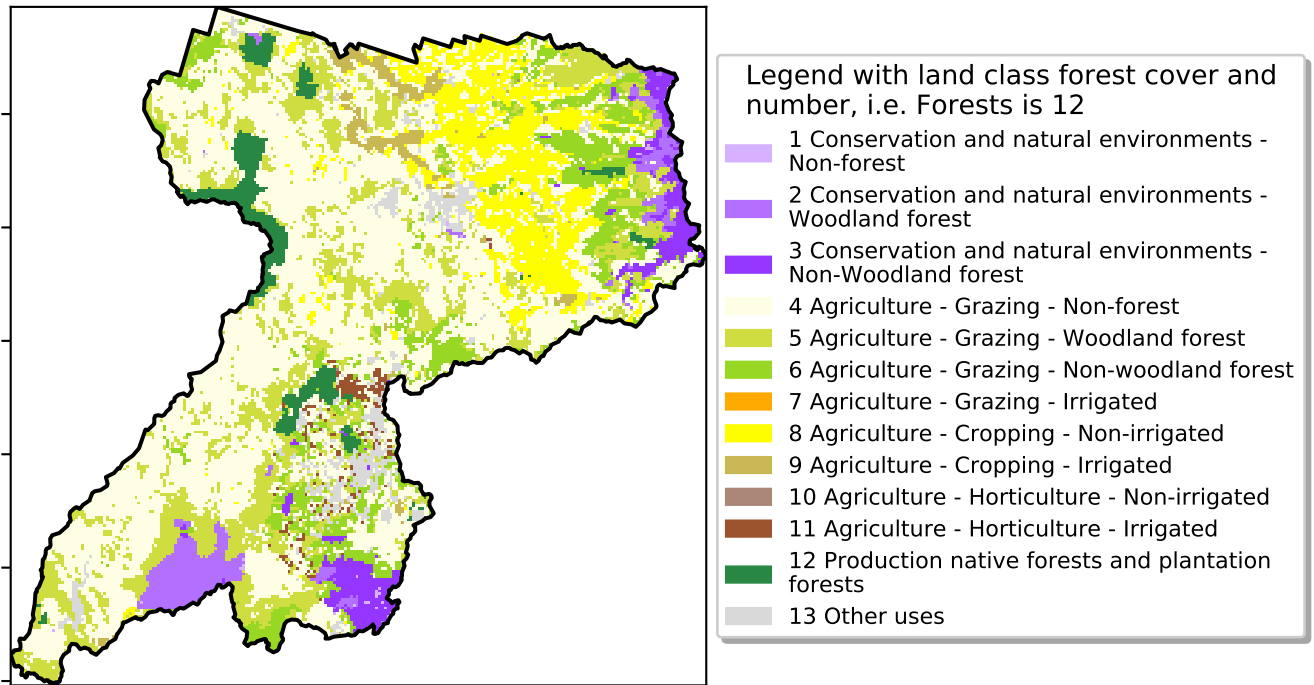 Legend with land class forest cover and
number, i.e. Forests is 12
1 Conservation and natural environments -
Non-forest
2 Conservation and natural environments -
Woodland forest
3 Conservation and natural environments -
Non-Woodland forest
4 Agriculture - Grazing - Non-forest
5 Agriculture - Grazing - Woodland forest
6 Agriculture - Grazing - Non-woodland forest
7 Agriculture - Grazing - Irrigated
8 Agriculture - Cropping - Non-irrigated
9 Agriculture - Cropping - Irrigated
10 Agriculture - Horticulture - Non-irrigated
11 Agriculture - Horticulture - Irrigated
12 Production native forests and plantation
forests
13 Other uses